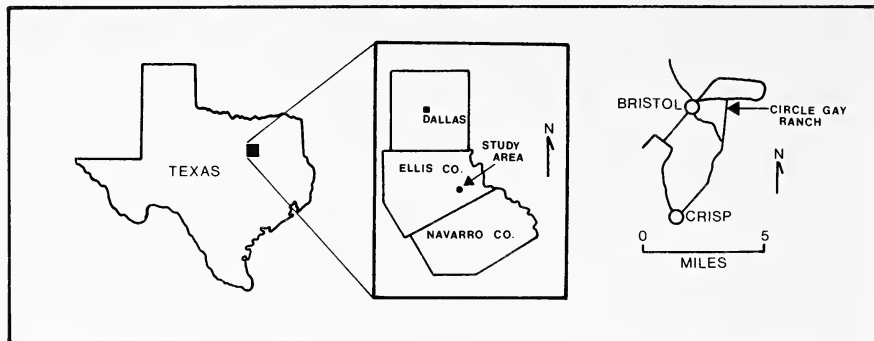 TEXAS
DALLAS
STUDY
AREA
N
ELLIS CO.
NAVARRO CO.
BRISTOL
CIRCLE GAY
RANCH
N
CRISP
0 5
MILES